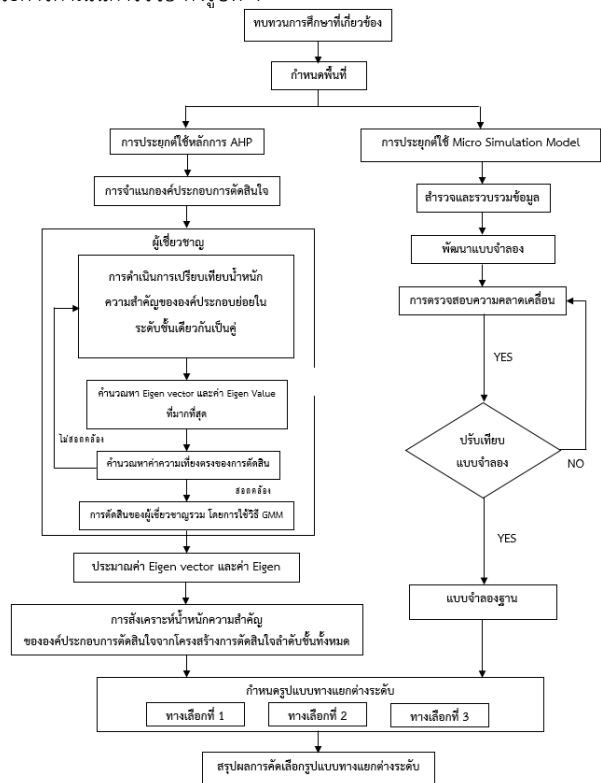 ทบทวนการศึกษาที่เกี่ยวข้อง
กำหนดพื้นที่
การประยุกต์ใช้หลักการ AHP
การจำแนกองค์ประกอบการตัดสินใจ
ผู้เชี่ยวชาญ
การดำเนินการเปรียบเทียบน้ำหนัก
ความสำคัญขององค์ประกอบย่อยใน
ระดับชั้นเดียวกันเป็นคู่
คำนวณหา Eigen vector และค่า Eigen Value
ที่มากที่สุด
ไม่สอดคล้อง
คำนวณหาค่าความเที่ยงตรงของการตัดสิน
สอดคล้อง
การตัดสินของผู้เชี่ยวชาญรวม โดยการใช้วิธี GMM
ประมาณค่า Eigen vector และค่า Eigen
การสังเคราะห์น้ำหนักความสำคัญ
ขององค์ประกอบการตัดสินใจจากโครงสร้างการตัดสินใจลำดับชั้นทั้งหมด
การประยุกต์ใช้ Micro Simulation Model
สำรวจและรวบรวมข้อมูล
พัฒนาแบบจำลอง
การตรวจสอบความคลาดเคลื่อน
YES
ปรับเทียบ
แบบจำลอง
NO
YES
แบบจำลองฐาน
กำหนดรูปแบบทางแยกต่างระดับ
ทางเลือกที่ 1
ทางเลือกที่ 2
ทางเลือกที่ 3
สรุปผลการคัดเลือกรูปแบบทางแยกต่างระดับ